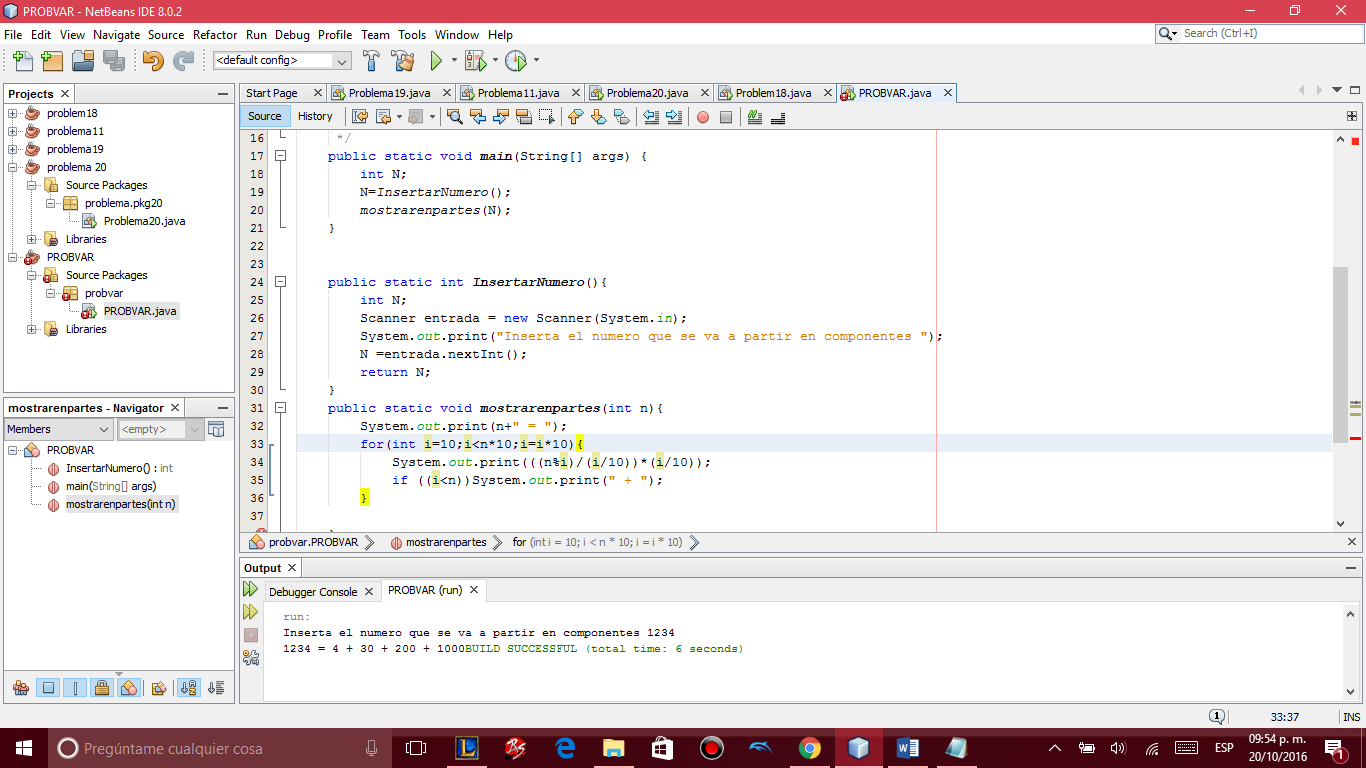 PROBVAR - NetBeans IDE 8.0.2
File Edit View Navigate Source Refactor Run Debug Profile Team Tools Window Help
Search (Ctrl+I)
<default config>
Projects
Start Page Problema19.java Problema11.java Problema20.java Problem18.java PROBVAR.java
problem18
problema11
problema19
problema 20
Source Packages
problema.pkg20
Problema20.java
Libraries
PROBVAR
Source Packages
probvar
PROBVAR.java
Libraries
Source History
16 */
17 public static void main(String[] args) {
18 int N;
19 N=InsertarNumero();
20 mostrarenpartes(N);
21 }
22
23
24 public static int InsertarNumero(){
25 int N;
26 Scanner entrada = new Scanner(System.in);
27 System.out.print("Inserta el numero que se va a partir en componentes ");
28 N =entrada.nextInt();
29 return N;
30 }
31 public static void mostrarenpartes(int n){
32 System.out.print(n+" = ");
33 for(int i=10;i<n*10;i=i*10){
34 System.out.print(((n%i)/(i/10))*(i/10));
35 if ((i<n))System.out.print(" + ");
36 }
37
probvar.PROBVAR mostrarenpartes for (int i = 10; i < n * 10; i = i * 10)
mostrarenpartes - Navigator
Members <empty>
PROBVAR
InsertarNumero() : int
main(String[] args)
mostrarenpartes(int n)
Output
Debugger Console PROBVAR (run)
run:
Inserta el numero que se va a partir en componentes 1234
1234 = 4 + 30 + 200 + 1000BUILD SUCCESSFUL (total time: 6 seconds)
1 33:37 INS
Pregúntame cualquier cosa
ESP
09:54 p. m.
20/10/2016
1